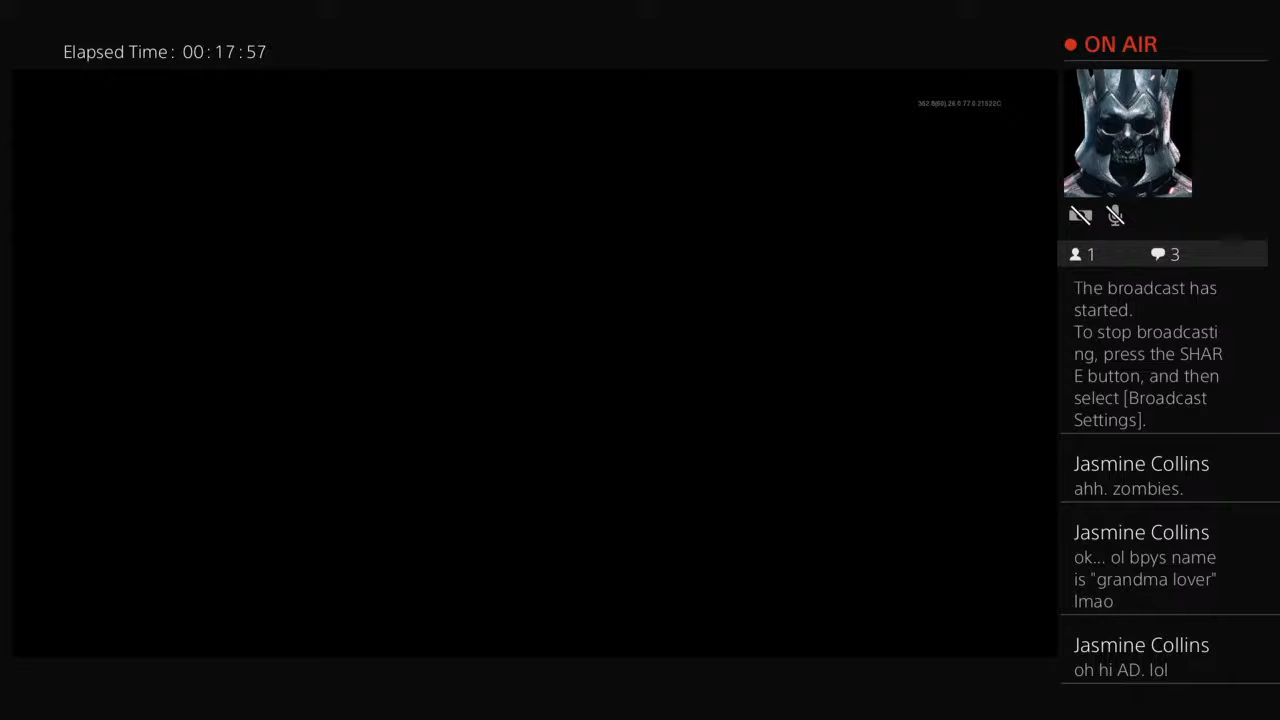 Elapsed Time: 00:17:57
ON AIR
1 3
The broadcast has
started.
To stop broadcasti
ng, press the SHAR
E button, and then
select [Broadcast
Settings].
Jasmine Collins
ahh. zombies.
Jasmine Collins
ok... ol bpys name
is "grandma lover"
lmao
Jasmine Collins
oh hi AD. lol